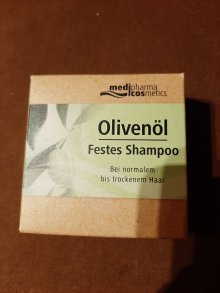 medipharma
cosmetics
Olivenöl
Festes Shampoo
Bei normalem
bis trockenem Haar